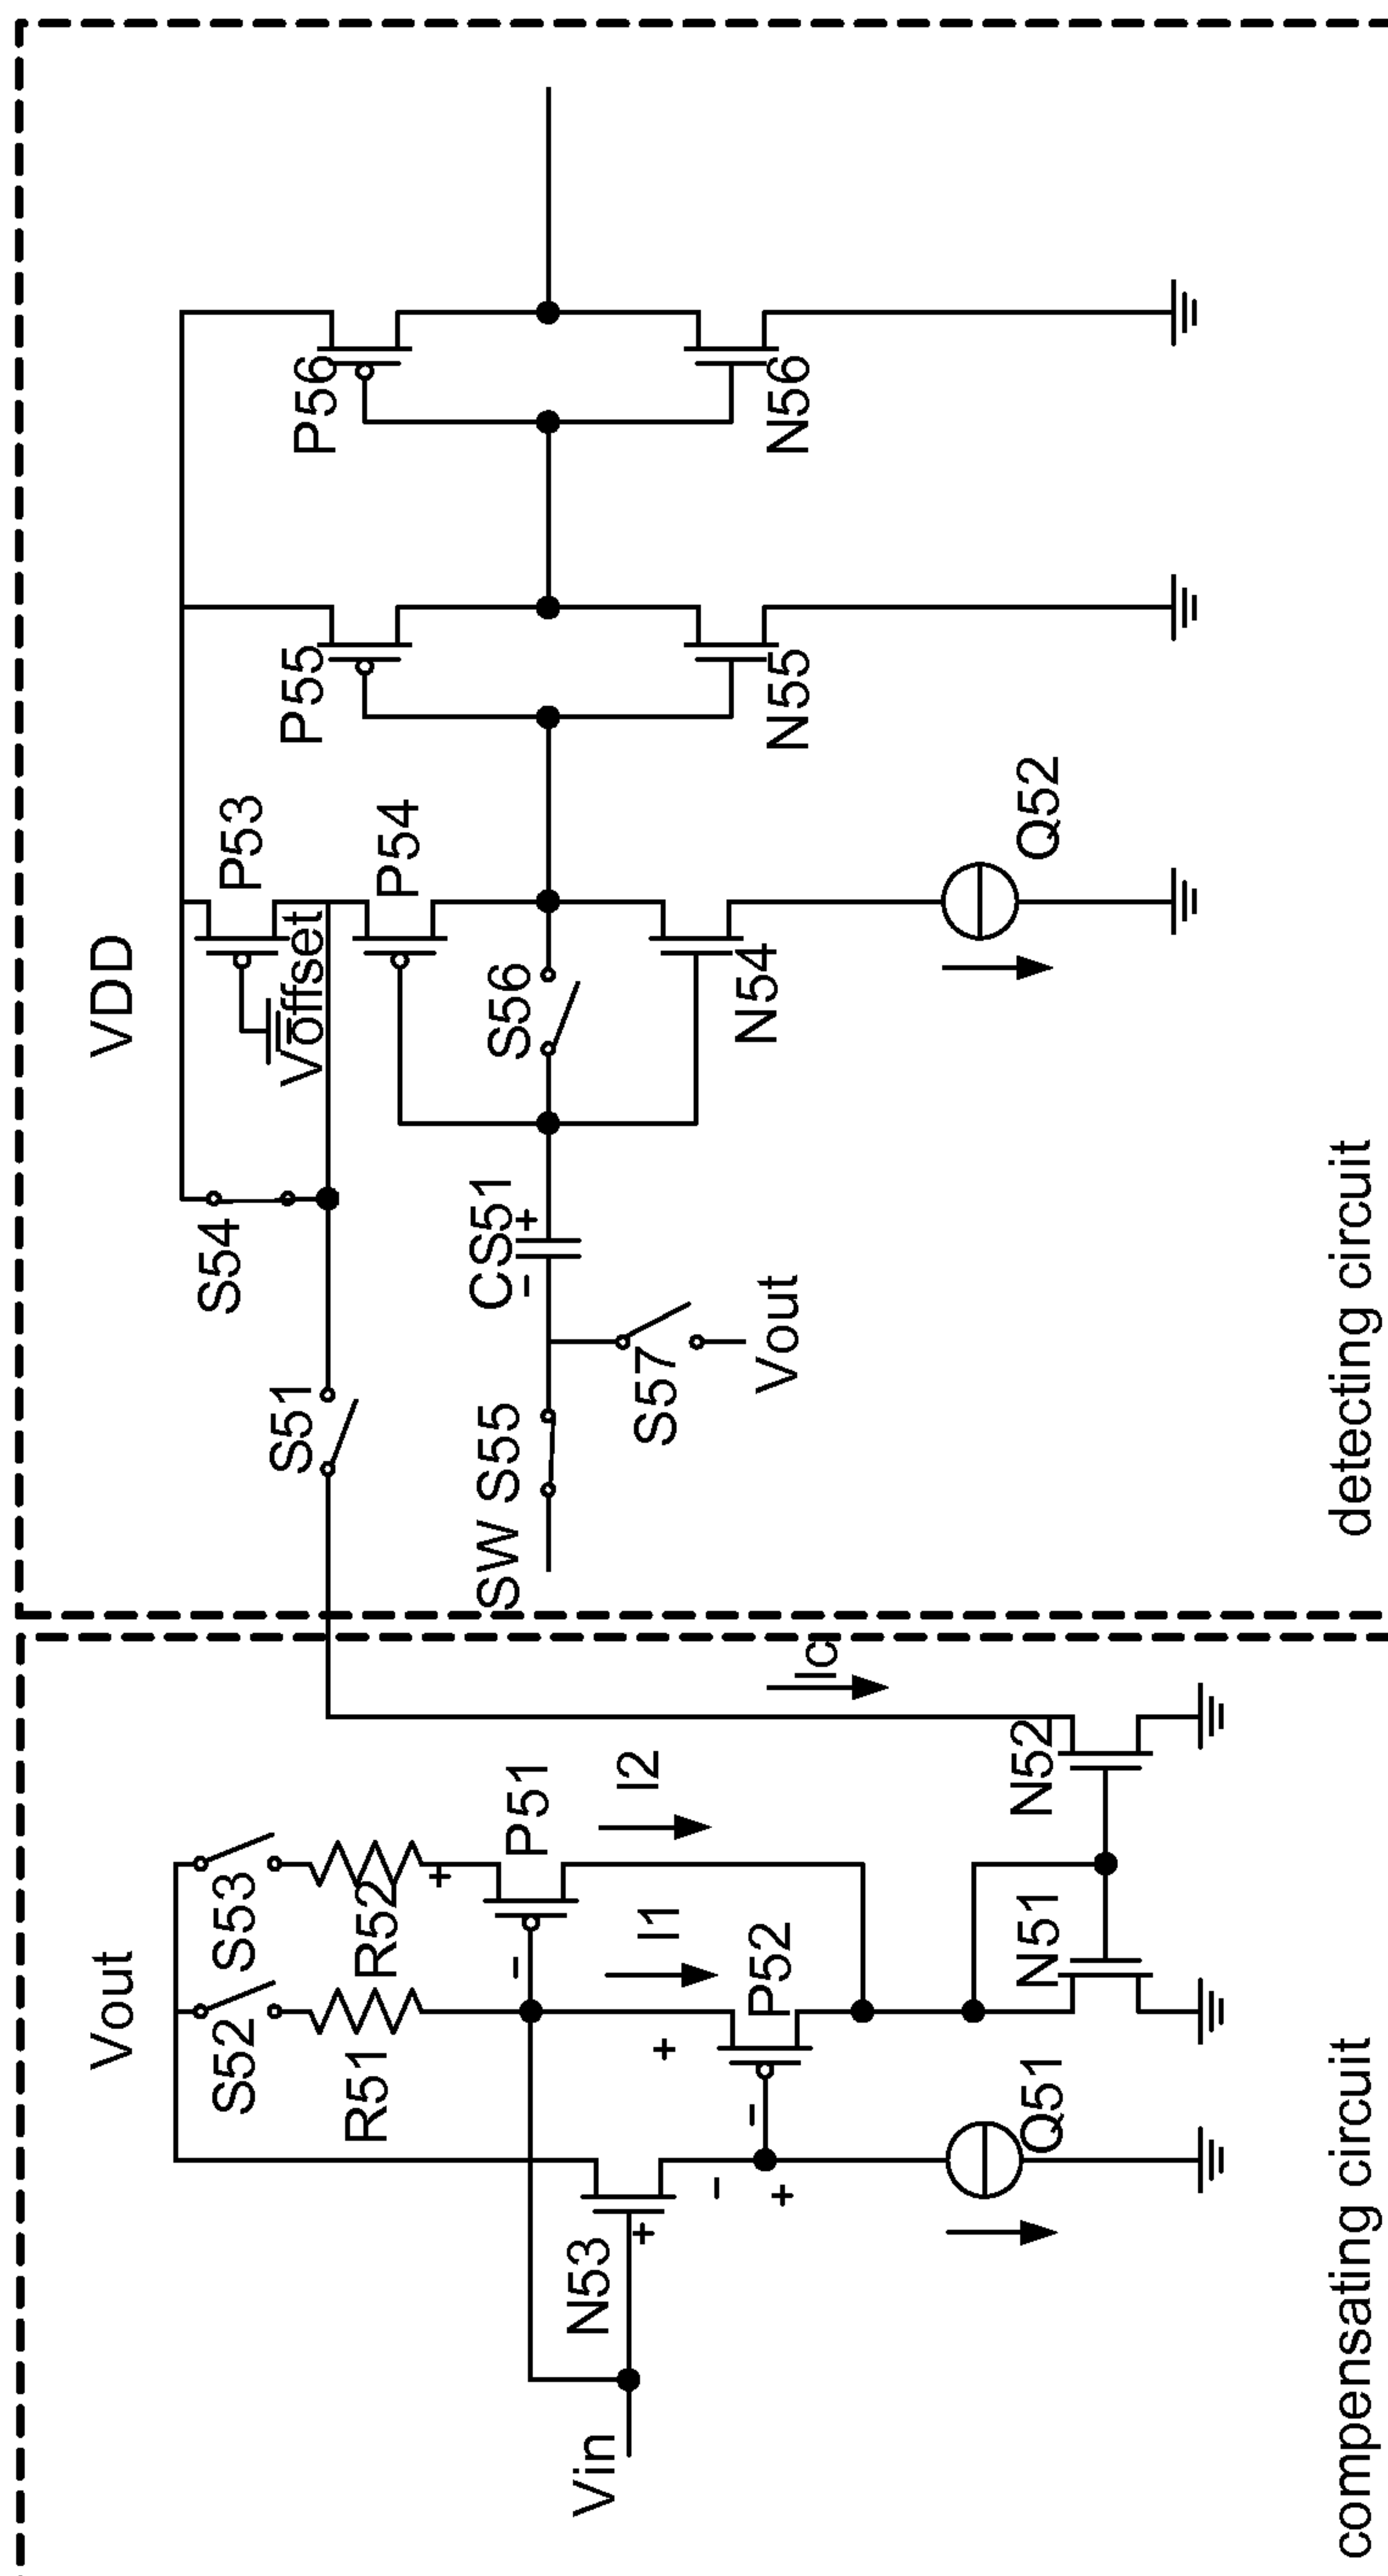 VDD
P53
P54
P55
P56
Voffset
S54
S51
S56
CS51
+
−
SW S55
S57
Vout
N54
N55
N56
Q52
detecting circuit
Vout
S52
S53
R51
R52
+
P51
−
I1
I2
Ic
P52
+
−
N53
+
−
+
Vin
Q51
N51
N52
compensating circuit